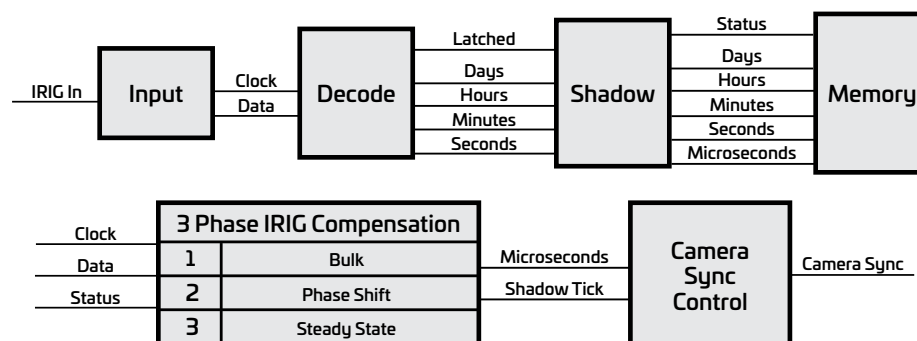 IRIG In
Input
Clock
Data
Decode
Latched
Days
Hours
Minutes
Seconds
Shadow
Status
Days
Hours
Minutes
Seconds
Microseconds
Memory
Clock
Data
Status
3 Phase IRIG Compensation
1 Bulk
2 Phase Shift
3 Steady State
Microseconds
Shadow Tick
Camera
Sync
Control
Camera Sync